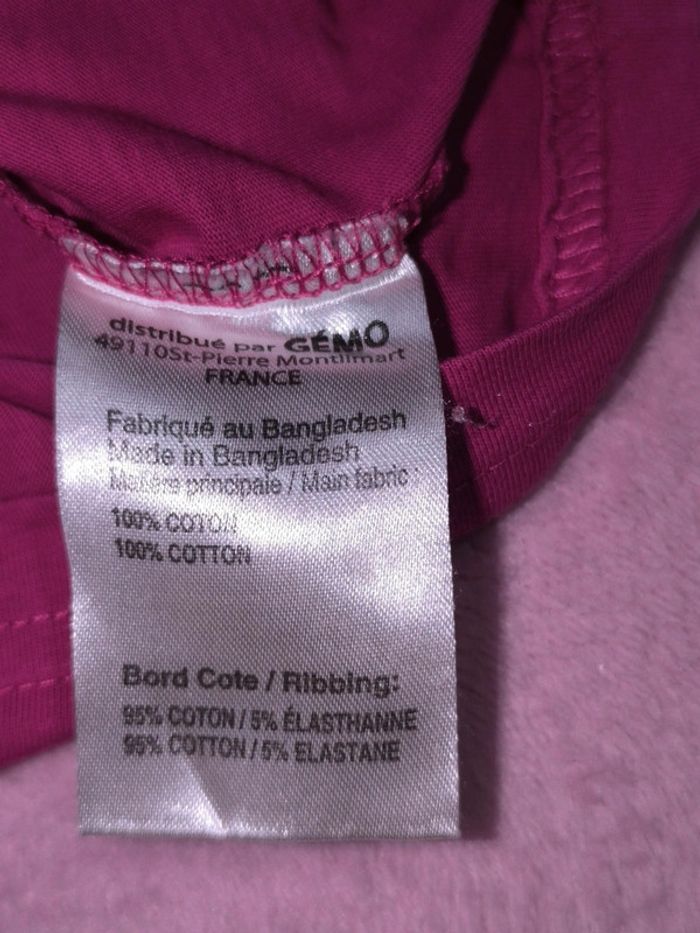 distribué par GÉMO
49110St-Pierre Montlimart
FRANCE
Fabriqué au Bangladesh
Made in Bangladesh
Matière principale / Main fabric :
100% COTON
100% COTTON
Bord Cote / Ribbing:
95% COTON / 5% ÉLASTHANNE
95% COTTON / 5% ELASTANE